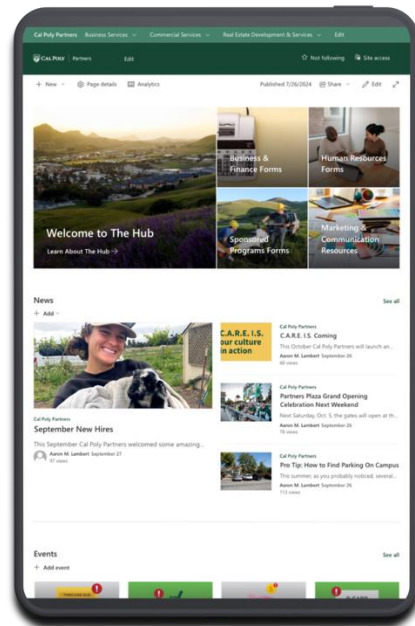 Cal Poly Partners Business Services Commercial Services Real Estate Development & Services Edit
CAL POLY Partners Edit Not following Site access
+ New Page details Analytics Published 7/26/2024 Share Edit
Welcome to The Hub
Learn About The Hub →
Business &
Finance Forms
Human Resources
Forms
Sponsored
Programs Forms
Marketing &
Communication
Resources
News See all
+ Add
Cal Poly Partners
September New Hires
This September Cal Poly Partners welcomed some amazing...
Aaron M. Lambert September 27
97 views
C.A.R.E. I.S.
our culture
in action
Cal Poly Partners
C.A.R.E. I.S. Coming
This October Cal Poly Partners will launch an...
Aaron M. Lambert September 26
Cal Poly Partners
Partners Plaza Grand Opening
Celebration Next Weekend
Next Saturday, Oct. 5, the gates will open at th...
Aaron M. Lambert September 26
Cal Poly Partners
Pro Tip: How to Find Parking On Campus
This summer, as you probably noticed, several...
Aaron M. Lambert September 26
113 views
Events See all
+ Add event